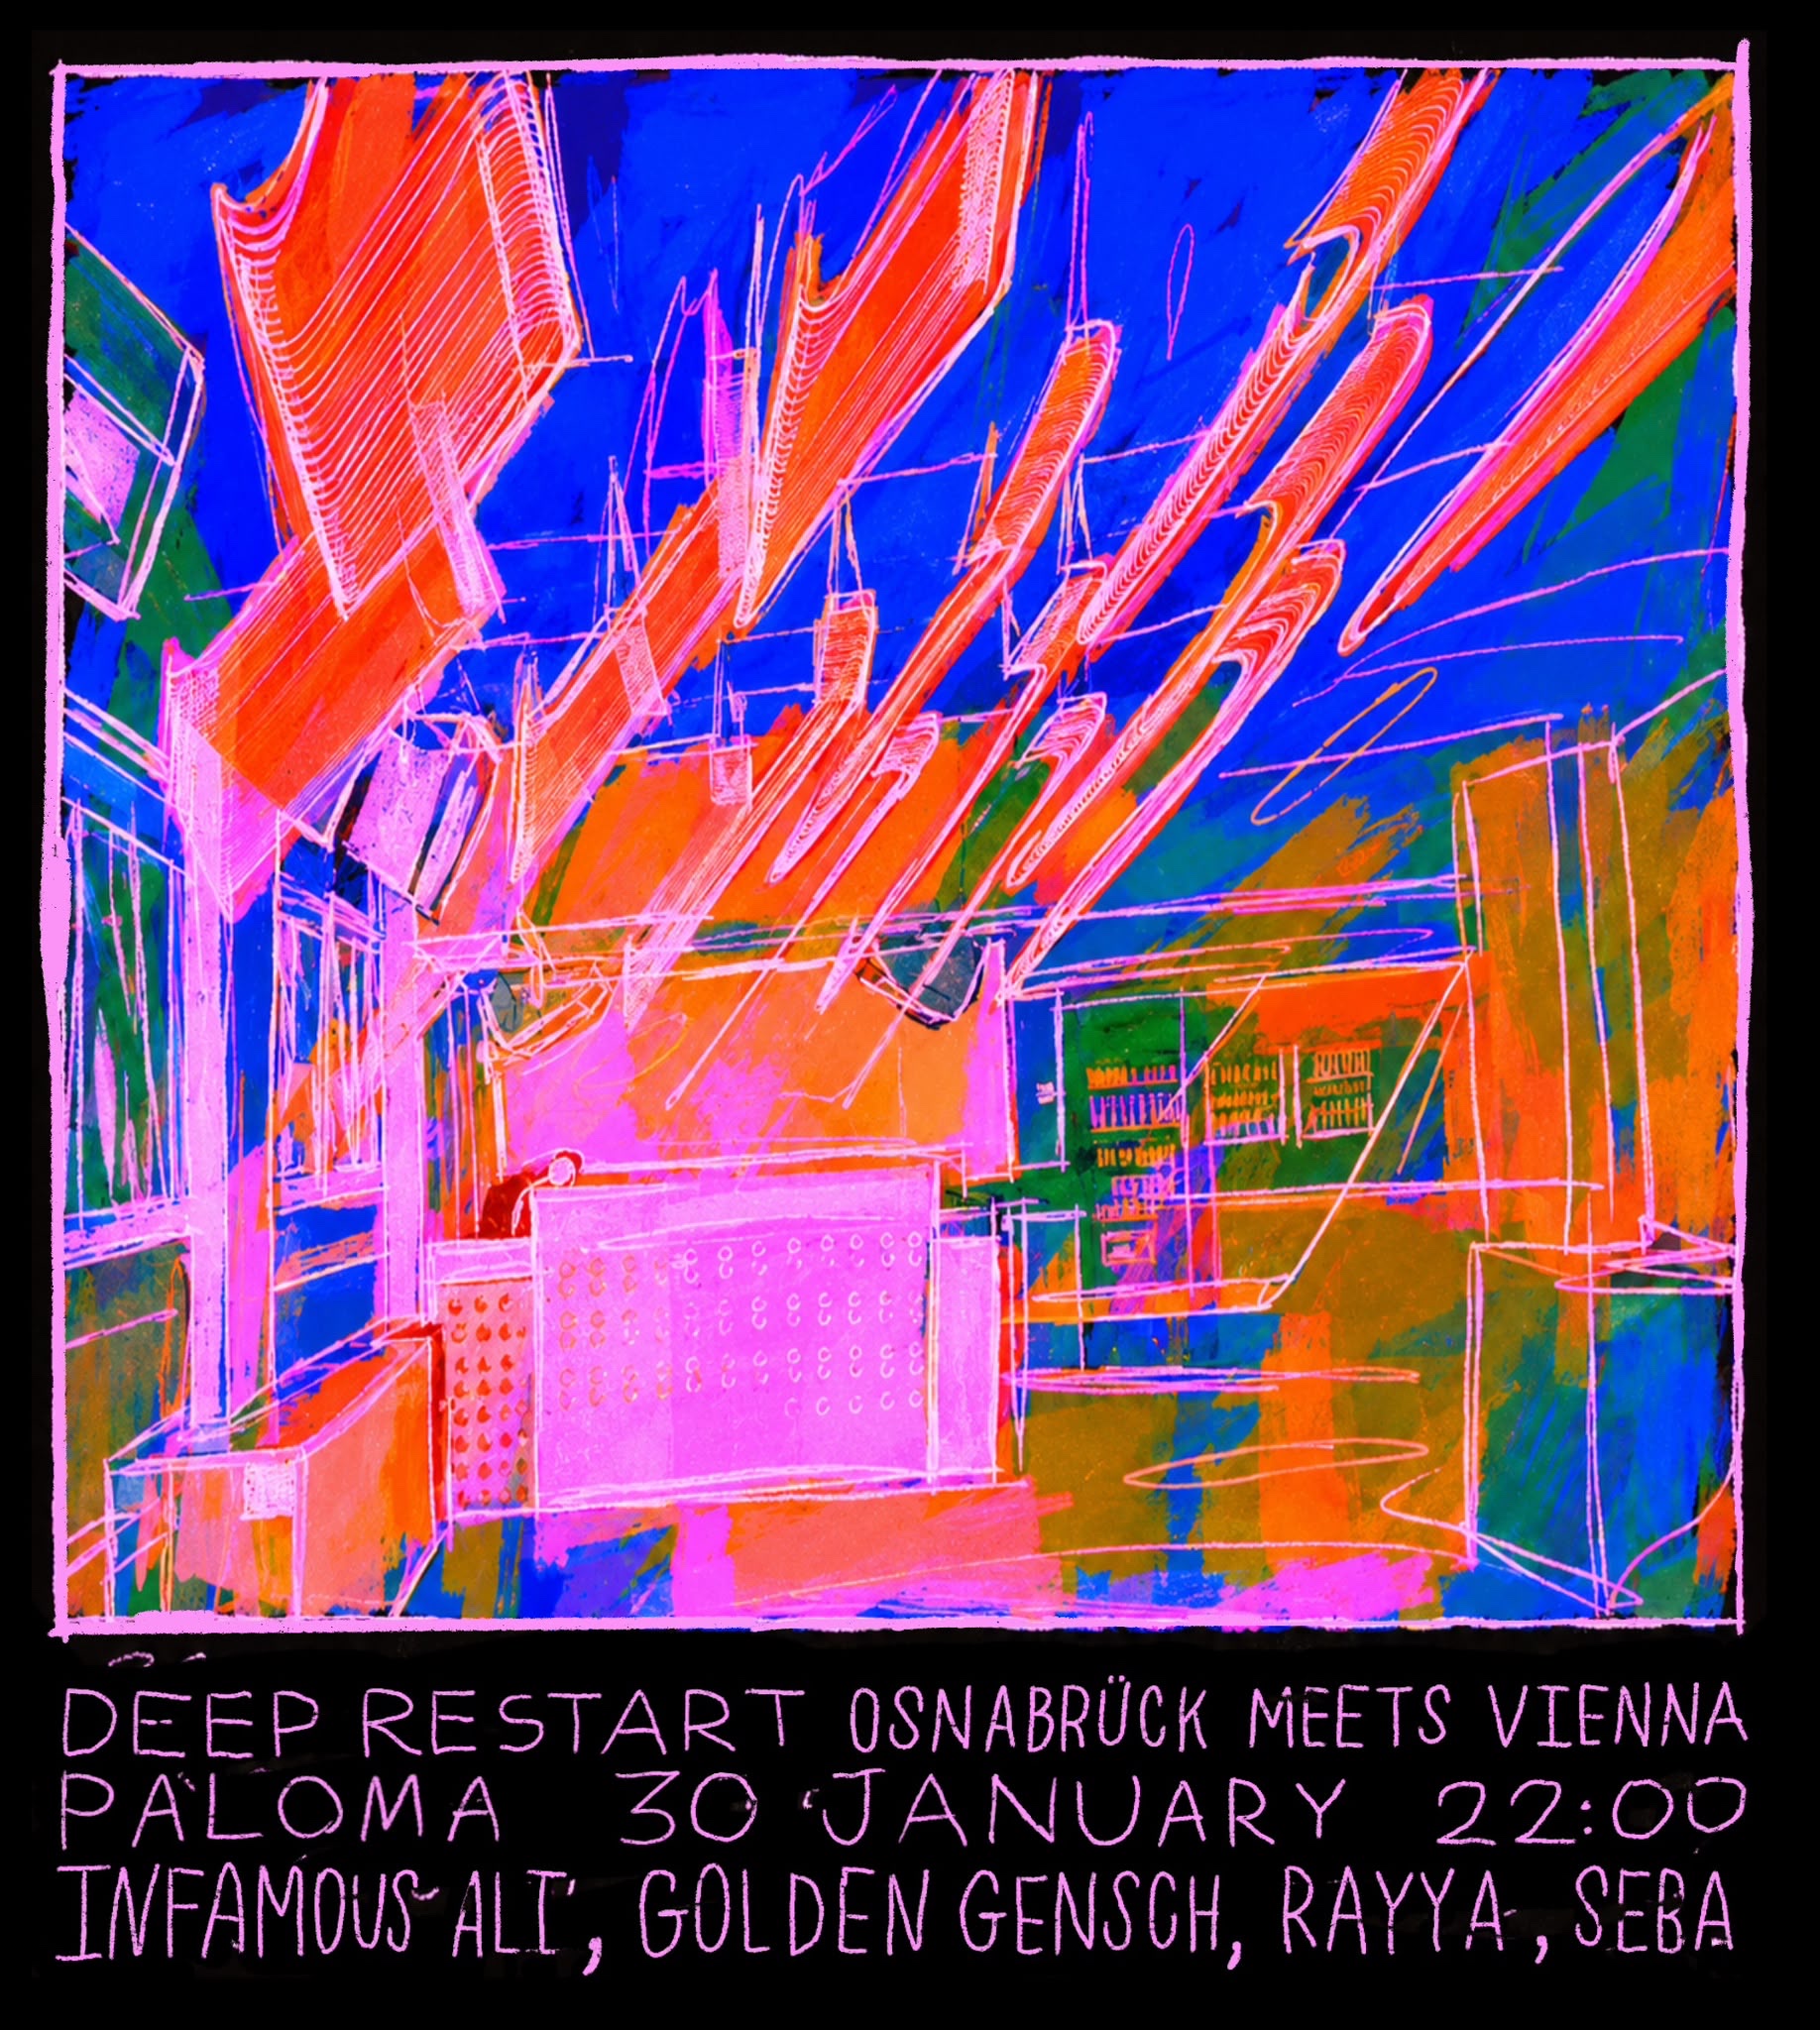 DEEP RESTART OSNABRÜCK MEETS VIENNA
PALOMA 30 JANUARY 22:00
INFAMOUS ALI, GOLDEN GENSCH, RAYYA, SEBA